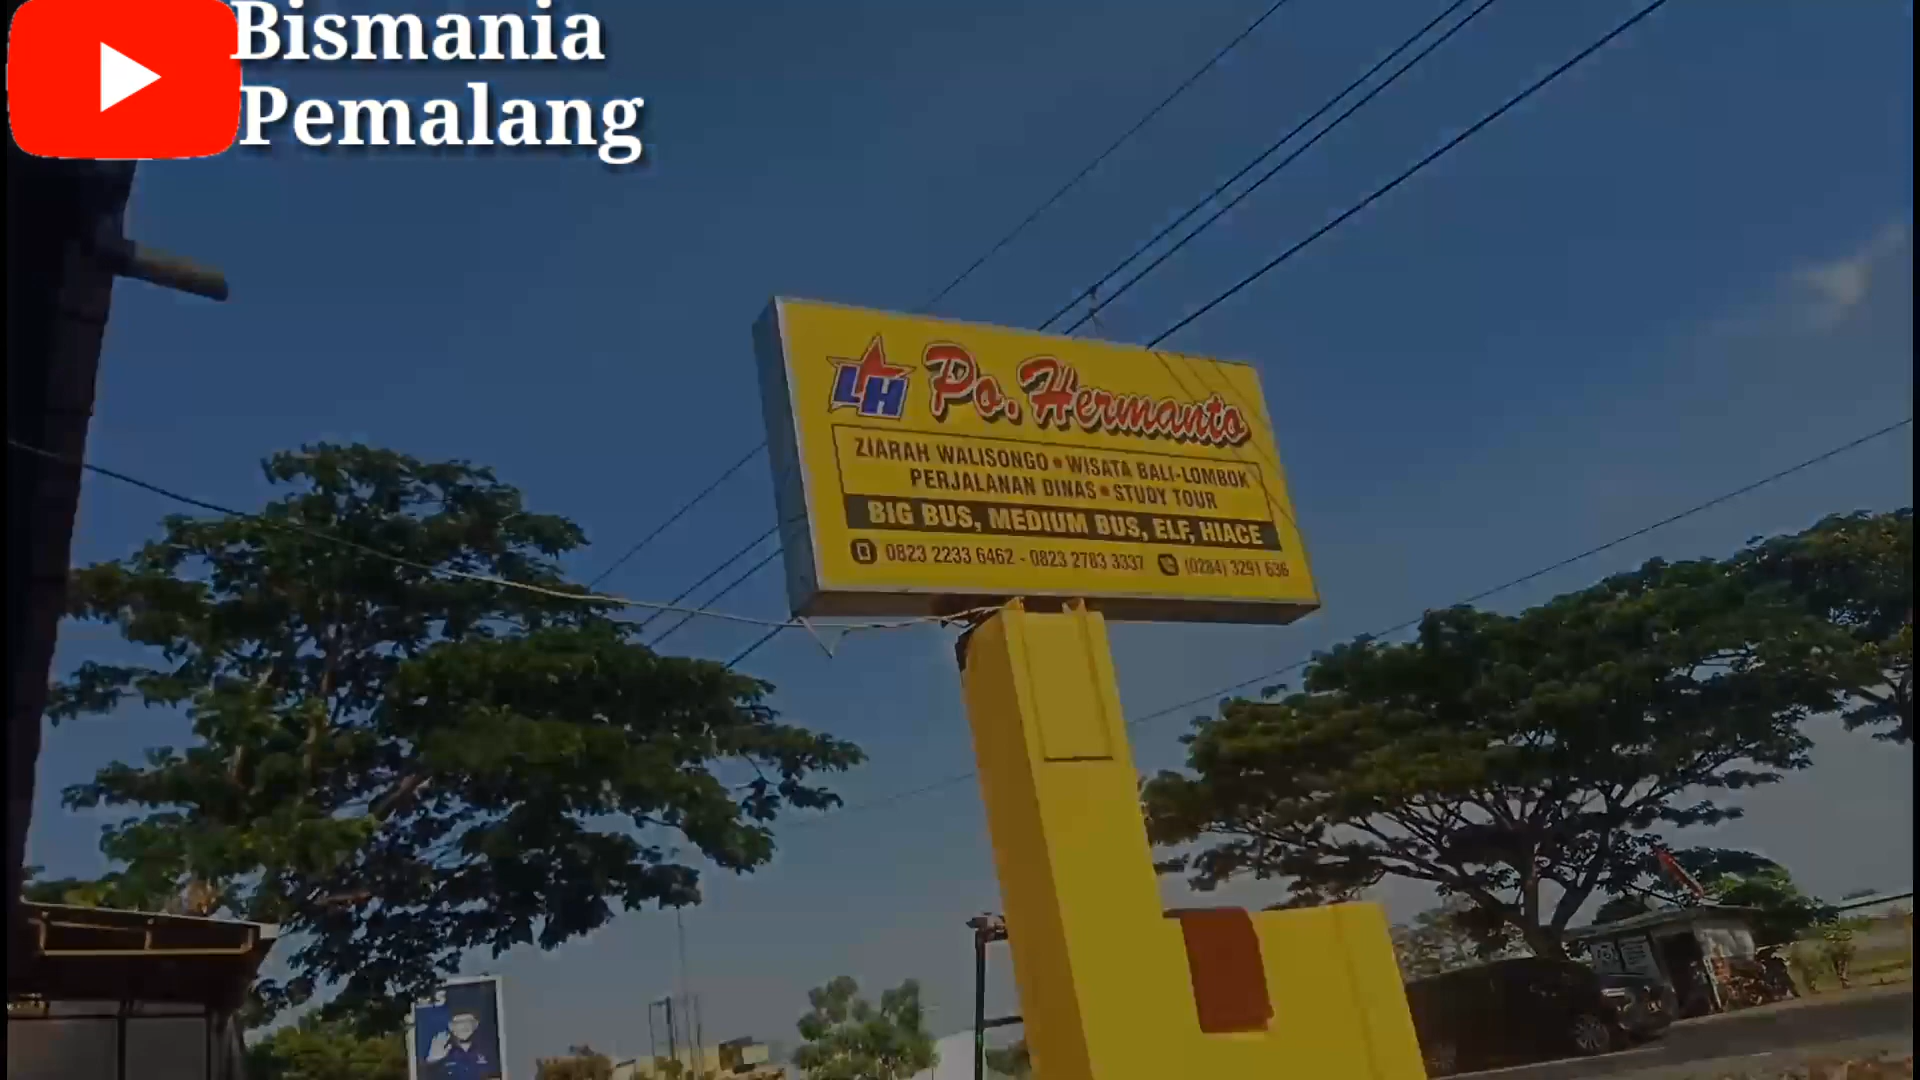 Bismania
Pemalang
LH
Po. Hermanto
ZIARAH WALISONGO • WISATA BALI-LOMBOK
PERJALANAN DINAS • STUDY TOUR
BIG BUS, MEDIUM BUS, ELF, HIACE
0823 2233 6462 - 0823 2783 3337 (0284) 3291 636